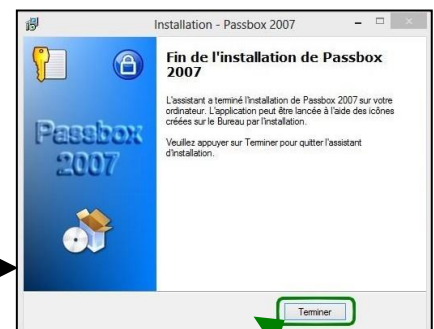 Installation - Passbox 2007
Fin de l'installation de Passbox
2007
L'assistant a terminé l'installation de Passbox 2007 sur votre
ordinateur. L'application peut être lancée à l'aide des icônes
créées sur le Bureau par l'installation.
Veuillez appuyer sur Terminer pour quitter l'assistant
d'installation.
Passbox
2007
Terminer